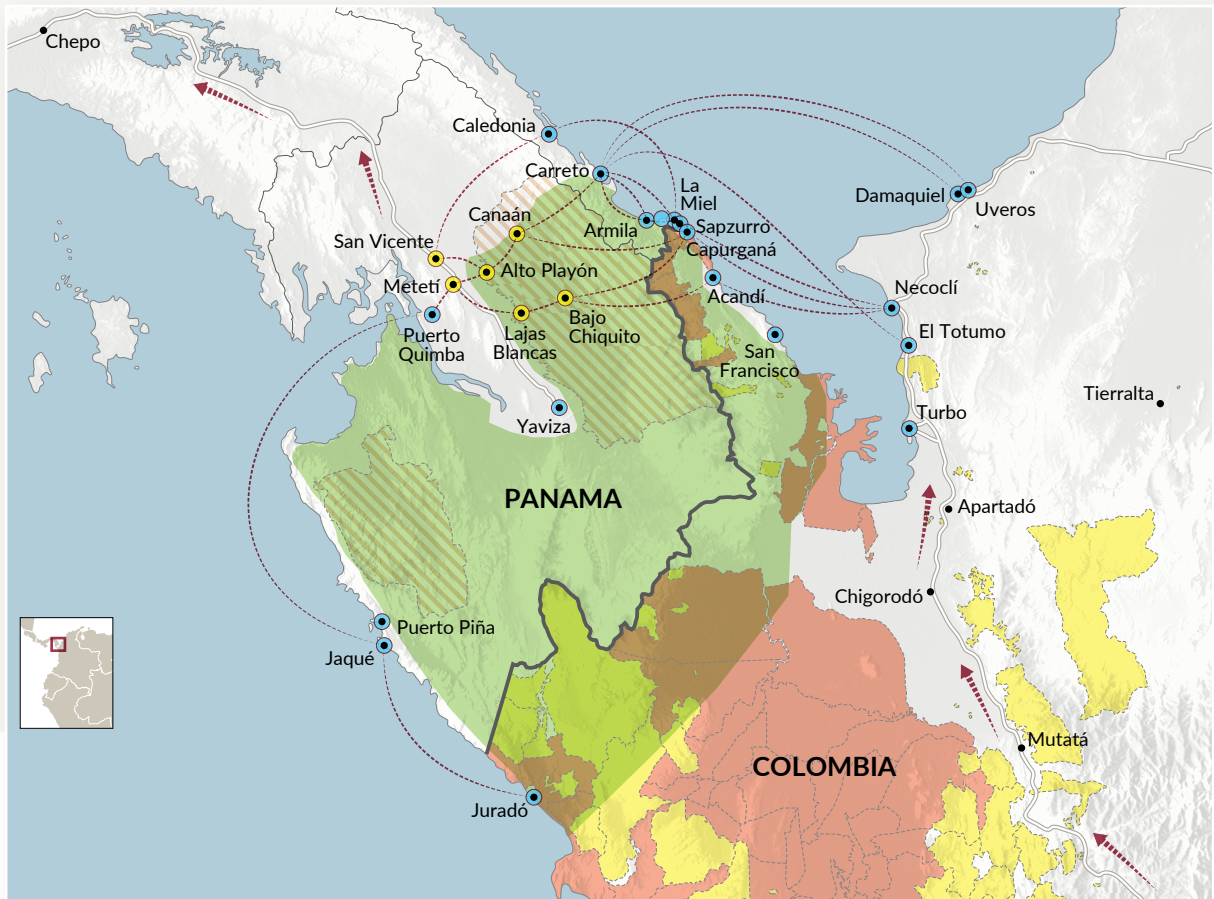 Chepo
Caledonia
Carreto
La
Miel
Damaquiel
Uveros
Canaán
Armila
Sapzurro
Capurganá
San Vicente
Alto Playón
Metetí
Acandí
Necoclí
Puerto
Quimba
Lajas
Blancas
Bajo
Chiquito
El Totumo
San
Francisco
Tierralta
Yaviza
Turbo
PANAMA
Apartadó
Chigorodó
Puerto Piña
Jaqué
Mutatá
COLOMBIA
Juradó